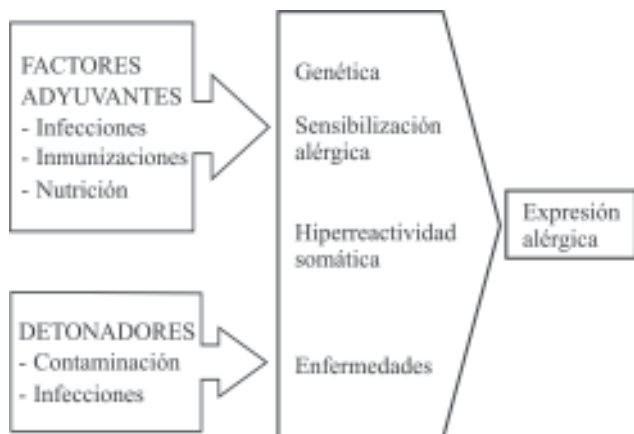 FACTORES
ADYUVANTES
- Infecciones
- Inmunizaciones
- Nutrición
DETONADORES
- Contaminación
- Infecciones
Genética
Sensibilización
alérgica
Hiperreactividad
somática
Enfermedades
Expresión
alérgica